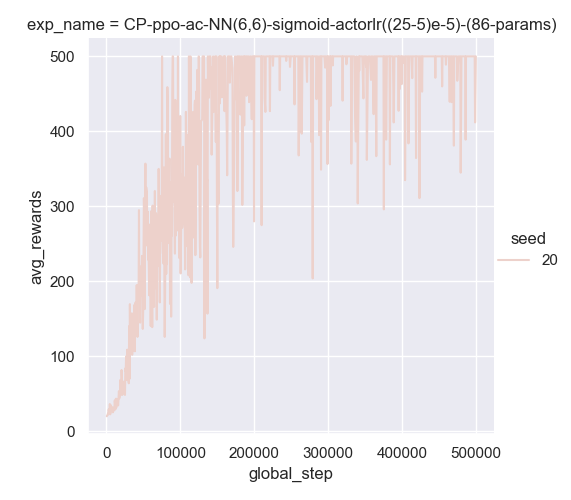 exp_name = CP-ppo-ac-NN(6,6)-sigmoid-actorlr((25-5)e-5)-(86-params)
500
400
300
200
100
0
avg_rewards
0 100000 200000 300000 400000 500000
global_step
seed
20